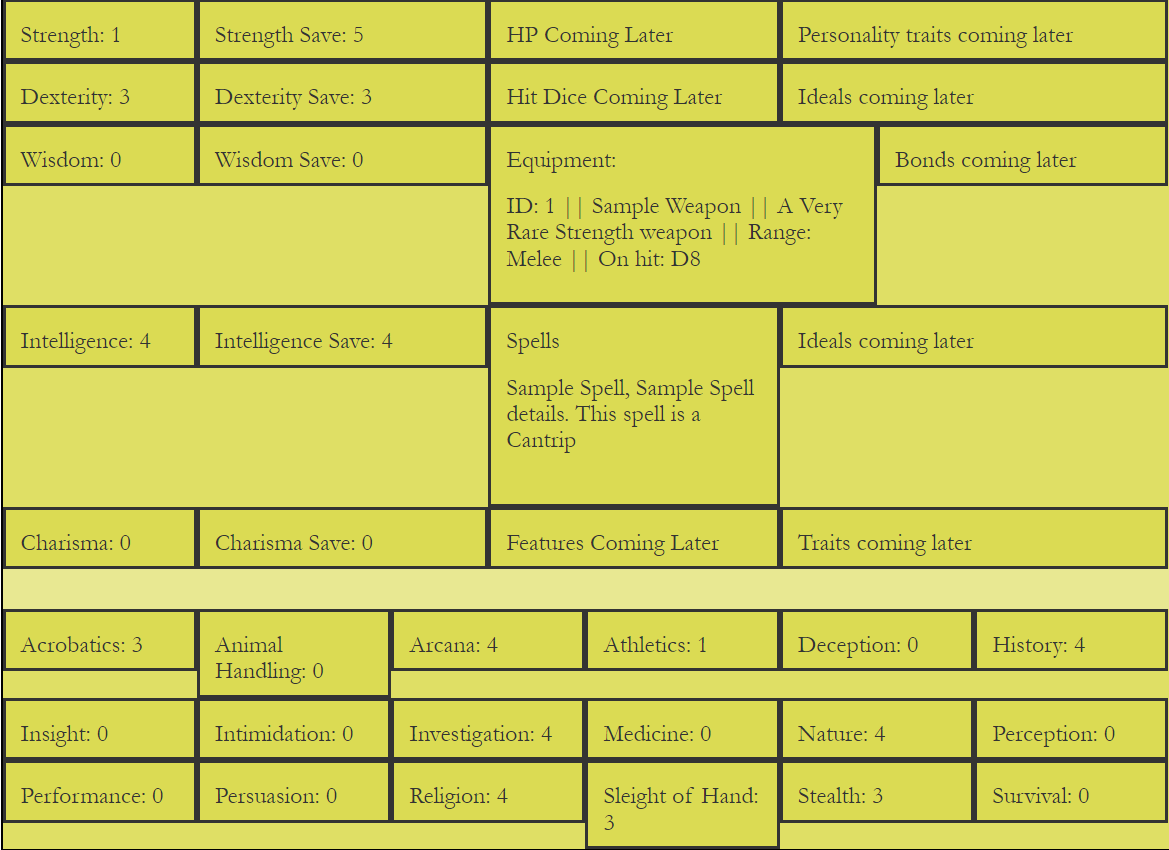 Strength: 1
Strength Save: 5
HP Coming Later
Personality traits coming later
Dexterity: 3
Dexterity Save: 3
Hit Dice Coming Later
Ideals coming later
Wisdom: 0
Wisdom Save: 0
Equipment:
ID: 1 || Sample Weapon || A Very
Rare Strength weapon || Range:
Melee || On hit: D8
Bonds coming later
Intelligence: 4
Intelligence Save: 4
Spells
Sample Spell, Sample Spell
details. This spell is a
Cantrip
Ideals coming later
Charisma: 0
Charisma Save: 0
Features Coming Later
Traits coming later
Acrobatics: 3
Animal
Handling: 0
Arcana: 4
Athletics: 1
Deception: 0
History: 4
Insight: 0
Intimidation: 0
Investigation: 4
Medicine: 0
Nature: 4
Perception: 0
Performance: 0
Persuasion: 0
Religion: 4
Sleight of Hand:
3
Stealth: 3
Survival: 0